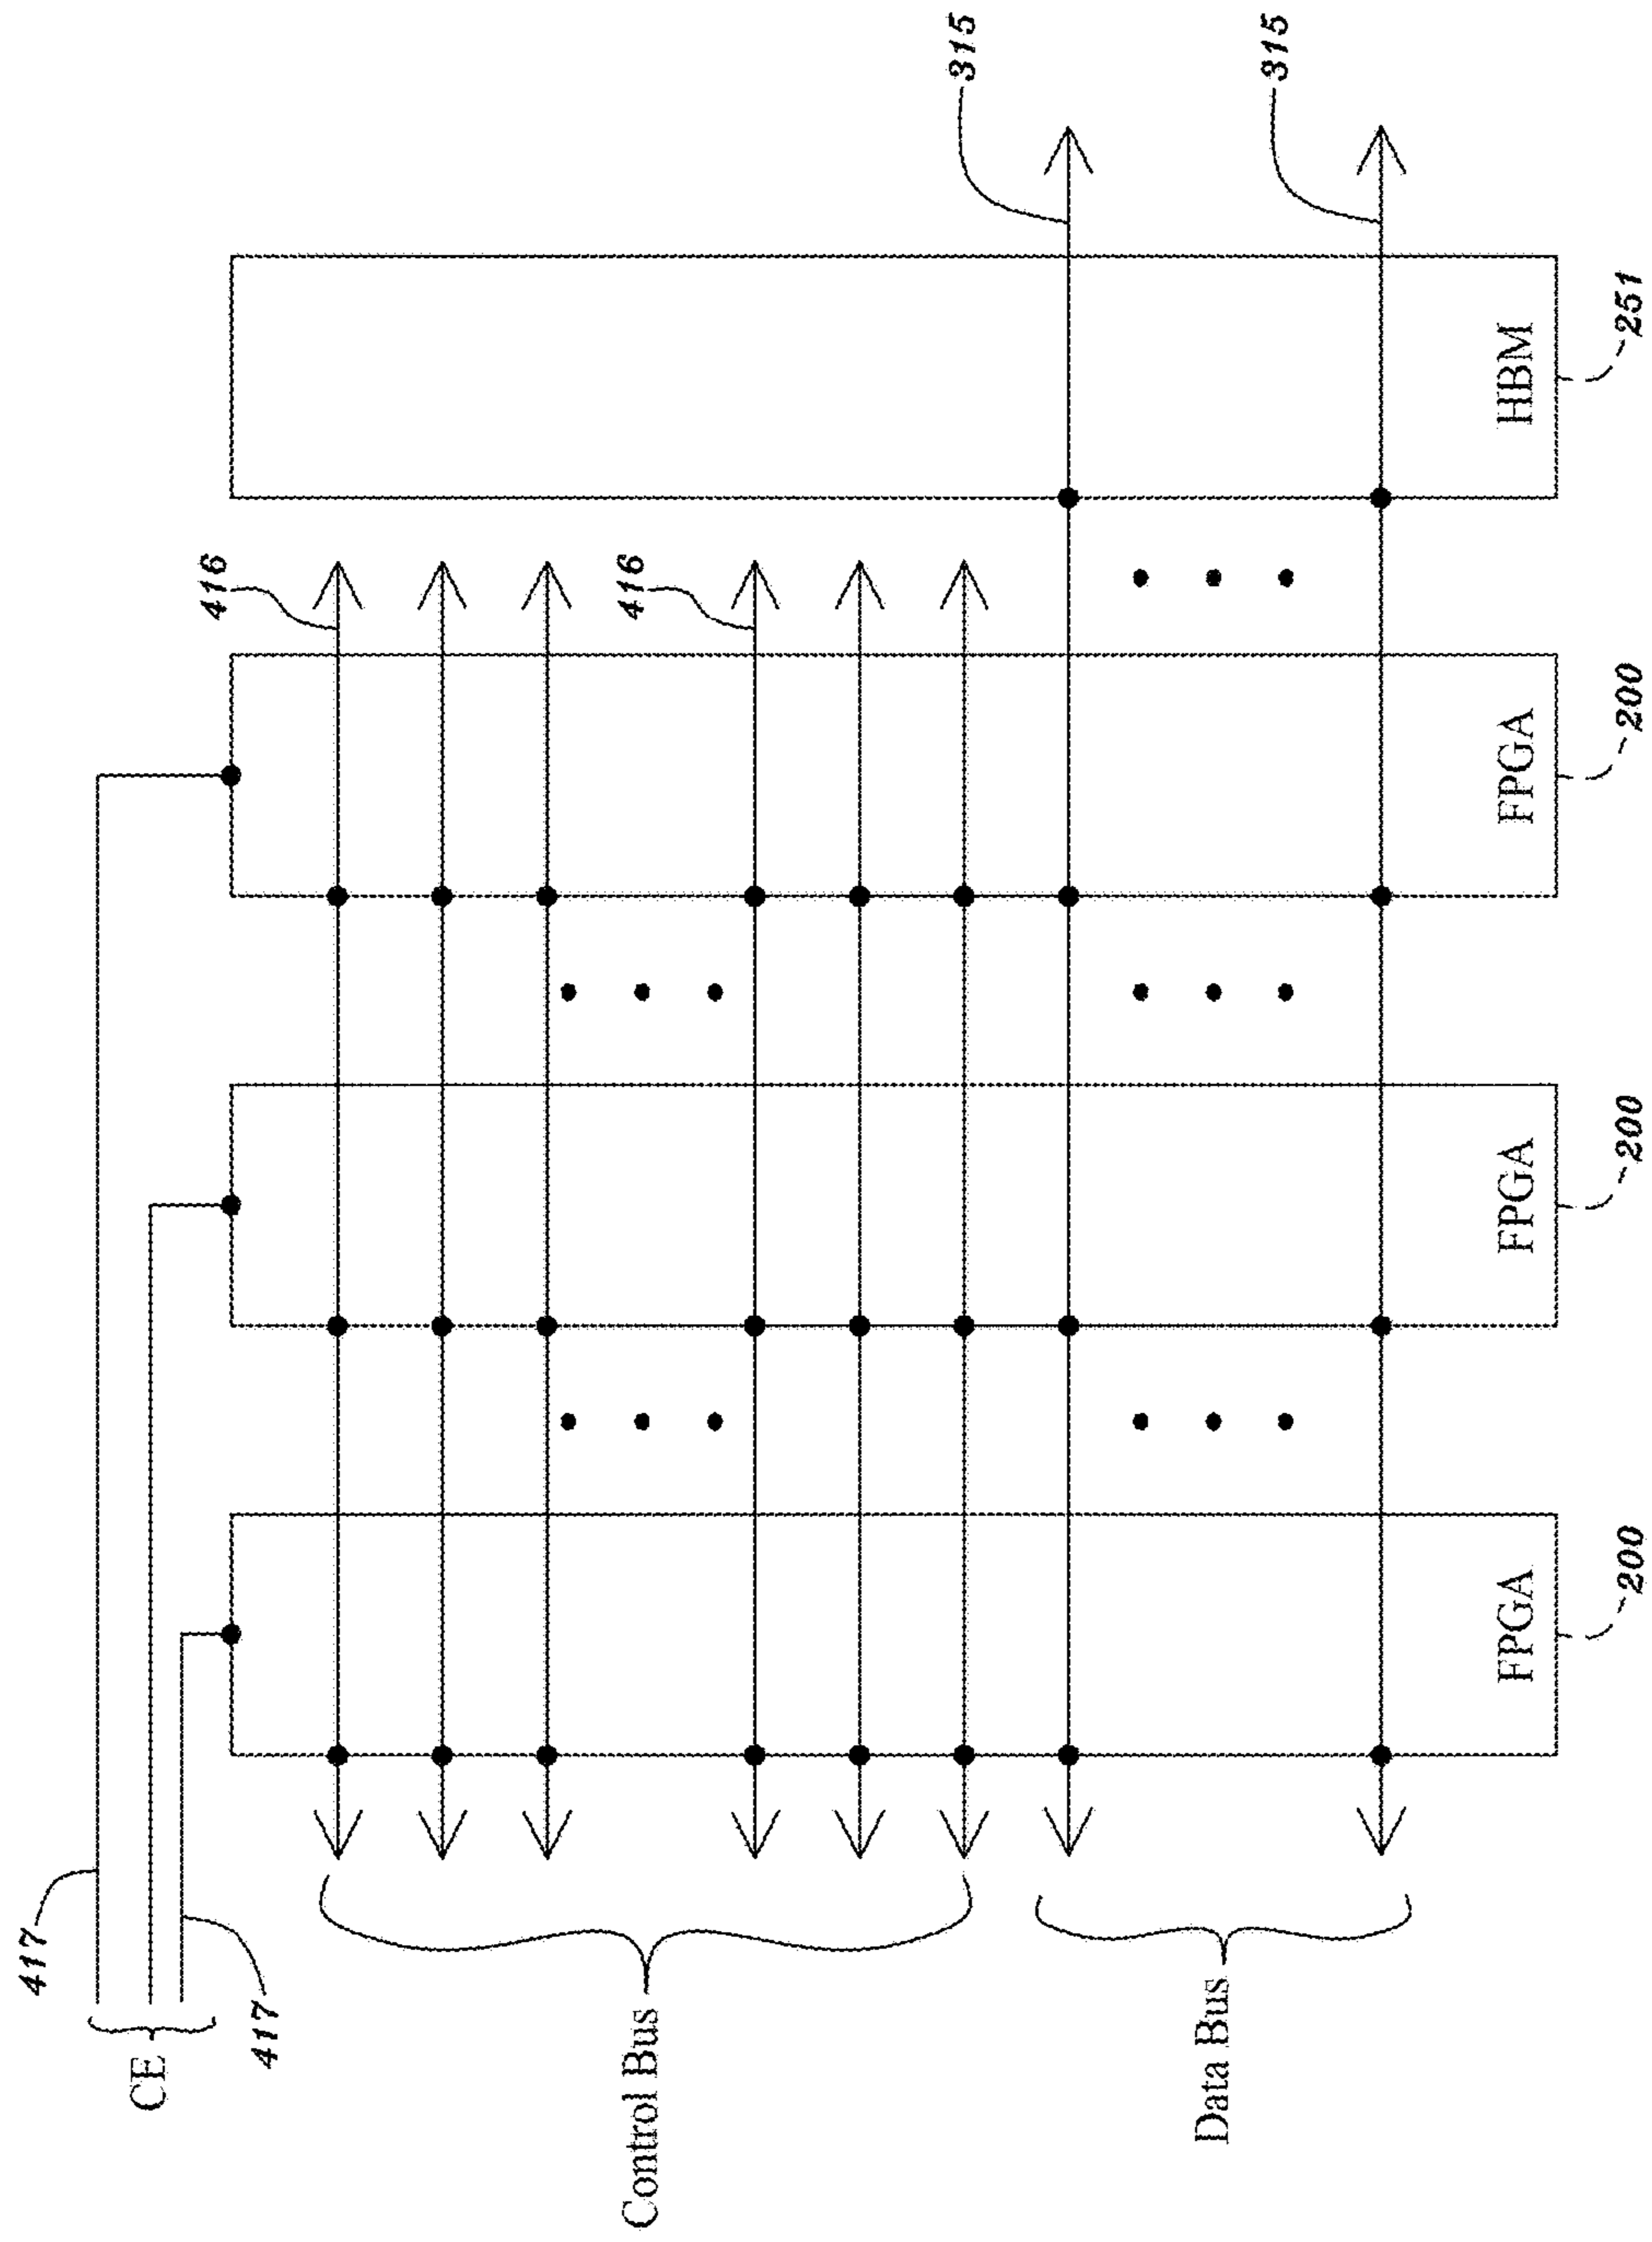 417
CE
416
417
Control Bus
416
315
Data Bus
315
FPGA
FPGA
FPGA
HBM
200
200
200
251